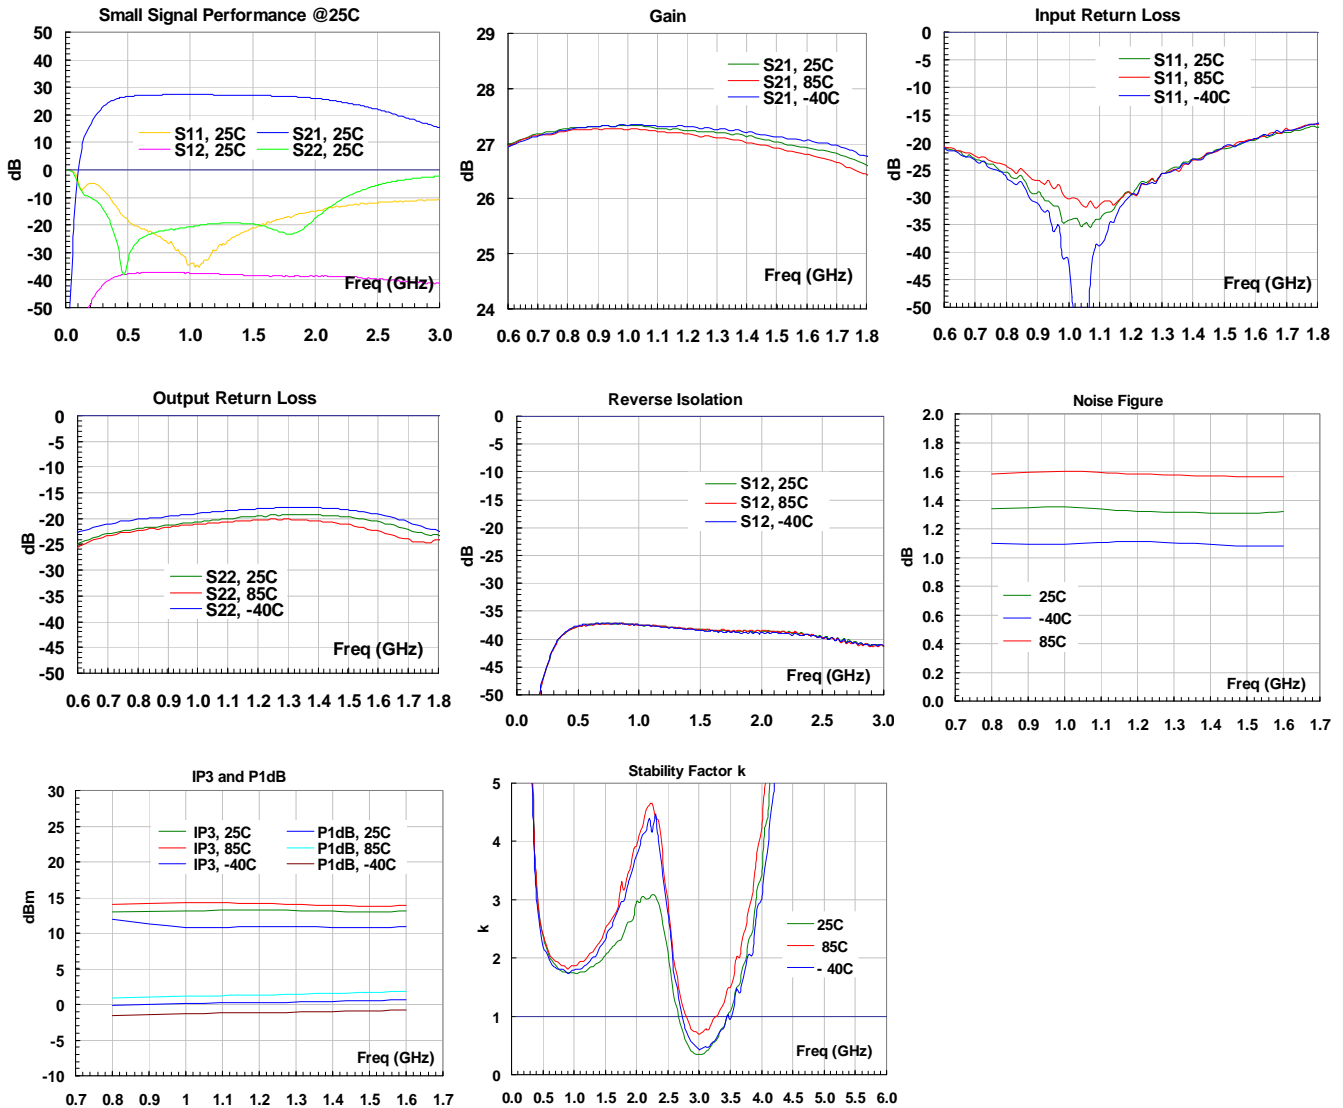 Small Signal Performance @25C
50
40
30
20
10
0
-10
-20
-30
-40
-50
dB
S11, 25C
S21, 25C
S12, 25C
S22, 25C
Freq (GHz)
0.0 0.5 1.0 1.5 2.0 2.5 3.0
Gain
29
28
27
26
25
24
dB
S21, 25C
S21, 85C
S21, -40C
Freq (GHz)
0.6 0.7 0.8 0.9 1.0 1.1 1.2 1.3 1.4 1.5 1.6 1.7 1.8
Input Return Loss
0
-5
-10
-15
-20
-25
-30
-35
-40
-45
-50
dB
S11, 25C
S11, 85C
S11, -40C
Freq (GHz)
0.6 0.7 0.8 0.9 1.0 1.1 1.2 1.3 1.4 1.5 1.6 1.7 1.8
Output Return Loss
0
-5
-10
-15
-20
-25
-30
-35
-40
-45
-50
dB
S22, 25C
S22, 85C
S22, -40C
Freq (GHz)
0.6 0.7 0.8 0.9 1.0 1.1 1.2 1.3 1.4 1.5 1.6 1.7 1.8
Reverse Isolation
0
-5
-10
-15
-20
-25
-30
-35
-40
-45
-50
dB
S12, 25C
S12, 85C
S12, -40C
Freq (GHz)
0.0 0.5 1.0 1.5 2.0 2.5 3.0
Noise Figure
2.0
1.8
1.6
1.4
1.2
1.0
0.8
0.6
0.4
0.2
0.0
dB
25C
-40C
85C
Freq (GHz)
0.7 0.8 0.9 1.0 1.1 1.2 1.3 1.4 1.5 1.6 1.7
IP3 and P1dB
30
25
20
15
10
5
0
-5
-10
dBm
IP3, 25C
P1dB, 25C
IP3, 85C
P1dB, 85C
IP3, -40C
P1dB, -40C
Freq (GHz)
0.7 0.8 0.9 1 1.1 1.2 1.3 1.4 1.5 1.6 1.7
Stability Factor k
5
4
3
2
1
0
k
25C
85C
- 40C
Freq (GHz)
0.0 0.5 1.0 1.5 2.0 2.5 3.0 3.5 4.0 4.5 5.0 5.5 6.0